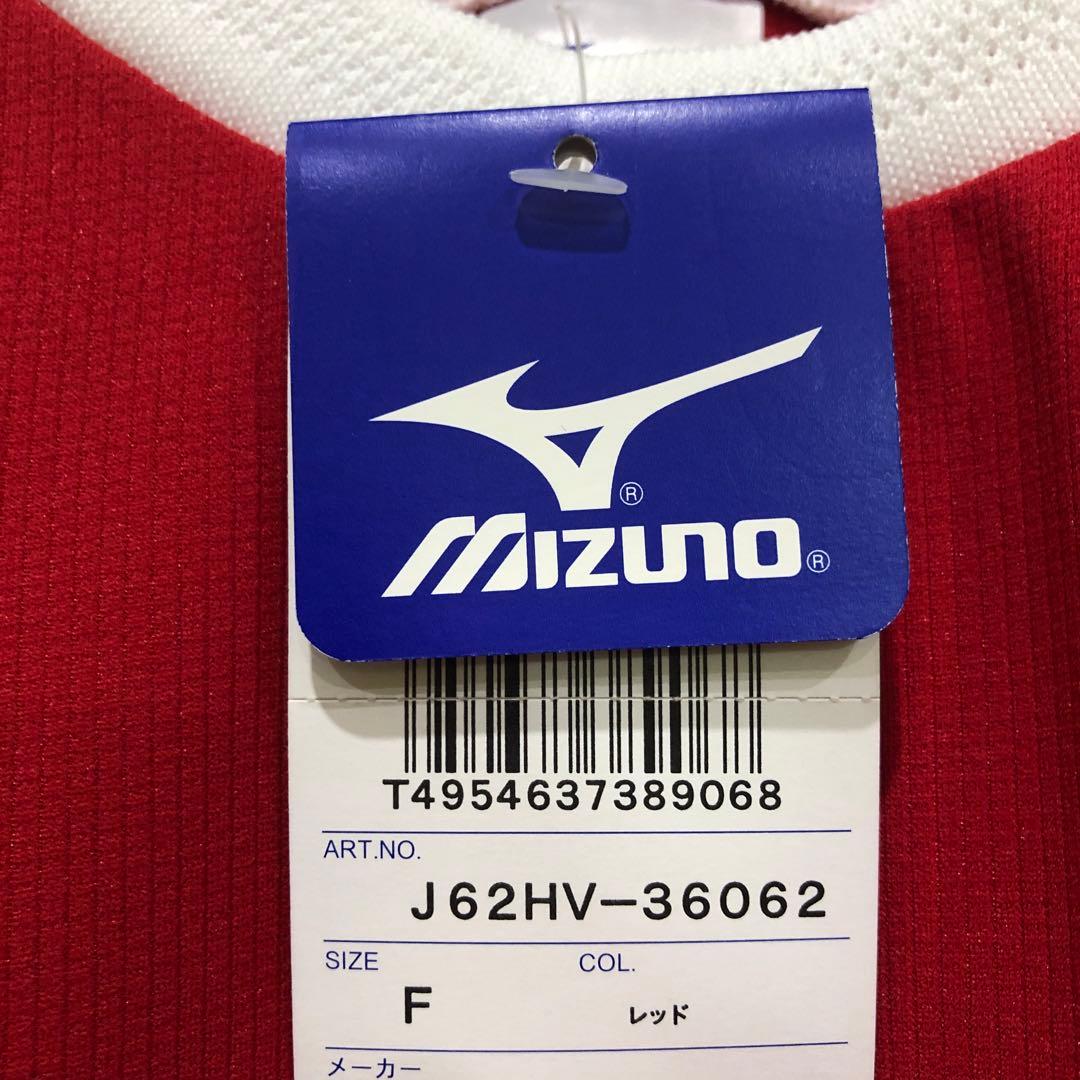 ®
MIZUNO®
T4954637389068
ART.NO.
J62HV-36062
SIZE COL.
F レッド
メーカー